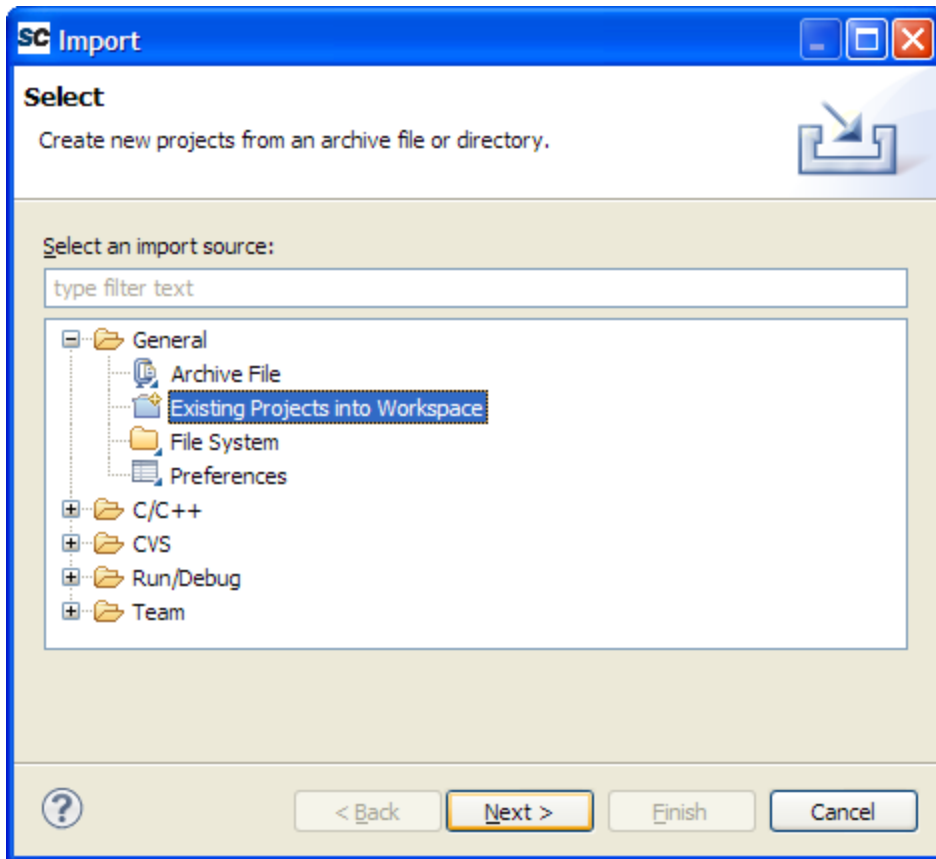 SC Import
Select
Create new projects from an archive file or directory.
Select an import source:
type filter text
General
Archive File
Existing Projects into Workspace
File System
Preferences
C/C++
CVS
Run/Debug
Team
? < Back Next > Finish Cancel